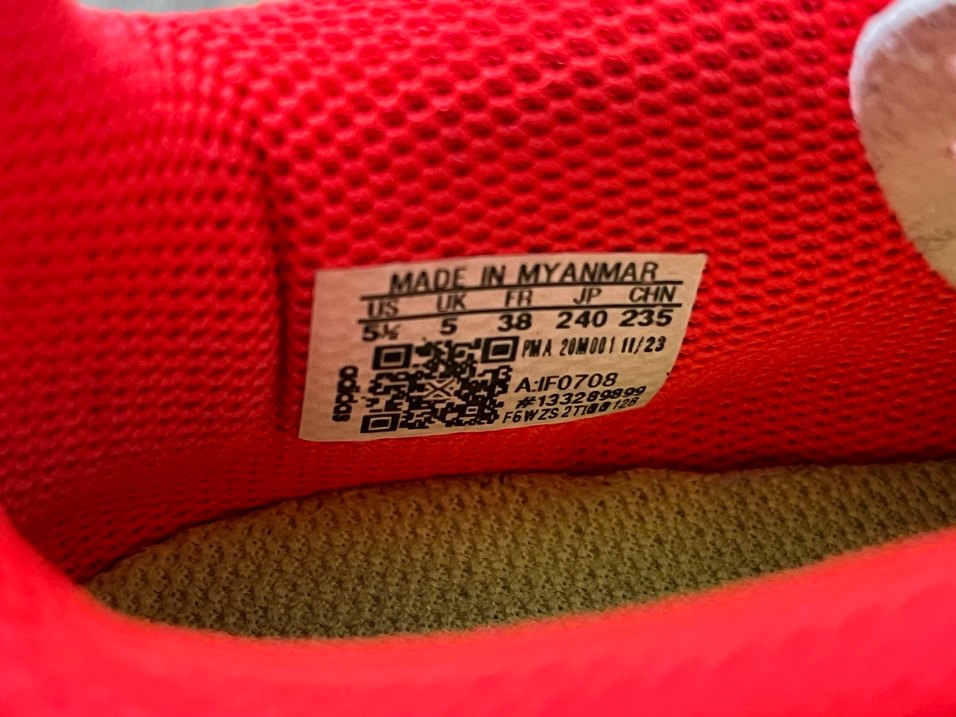 MADE IN MYANMAR
US UK FR JP CHN
5½ 5 38 240 235
PMA 20M001 11/23
A:IF0708
#133289899
adidas